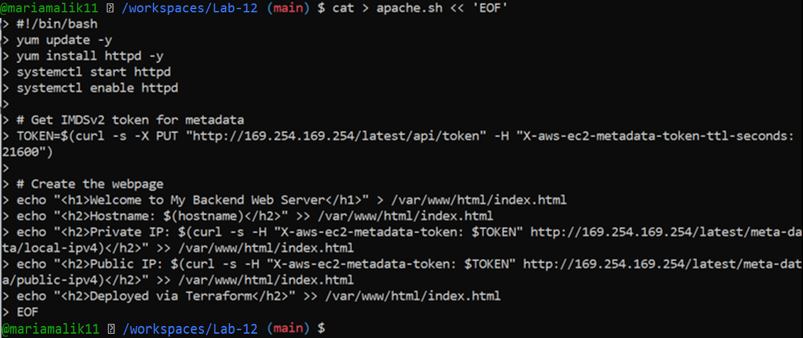 @mariamalik11 /workspaces/Lab-12 (main) $ cat > apache.sh << 'EOF'
> #!/bin/bash
> yum update -y
> yum install httpd -y
> systemctl start httpd
> systemctl enable httpd
>
> # Get IMDSv2 token for metadata
> TOKEN=$(curl -s -X PUT "http://169.254.169.254/latest/api/token" -H "X-aws-ec2-metadata-token-ttl-seconds:
21600")
>
> # Create the webpage
> echo "<h1>Welcome to My Backend Web Server</h1>" > /var/www/html/index.html
> echo "<h2>Hostname: $(hostname)</h2>" >> /var/www/html/index.html
> echo "<h2>Private IP: $(curl -s -H "X-aws-ec2-metadata-token: $TOKEN" http://169.254.169.254/latest/meta-da
ta/local-ipv4)</h2>" >> /var/www/html/index.html
> echo "<h2>Public IP: $(curl -s -H "X-aws-ec2-metadata-token: $TOKEN" http://169.254.169.254/latest/meta-dat
a/public-ipv4)</h2>" >> /var/www/html/index.html
> echo "<h2>Deployed via Terraform</h2>" >> /var/www/html/index.html
> EOF
@mariamalik11 /workspaces/Lab-12 (main) $